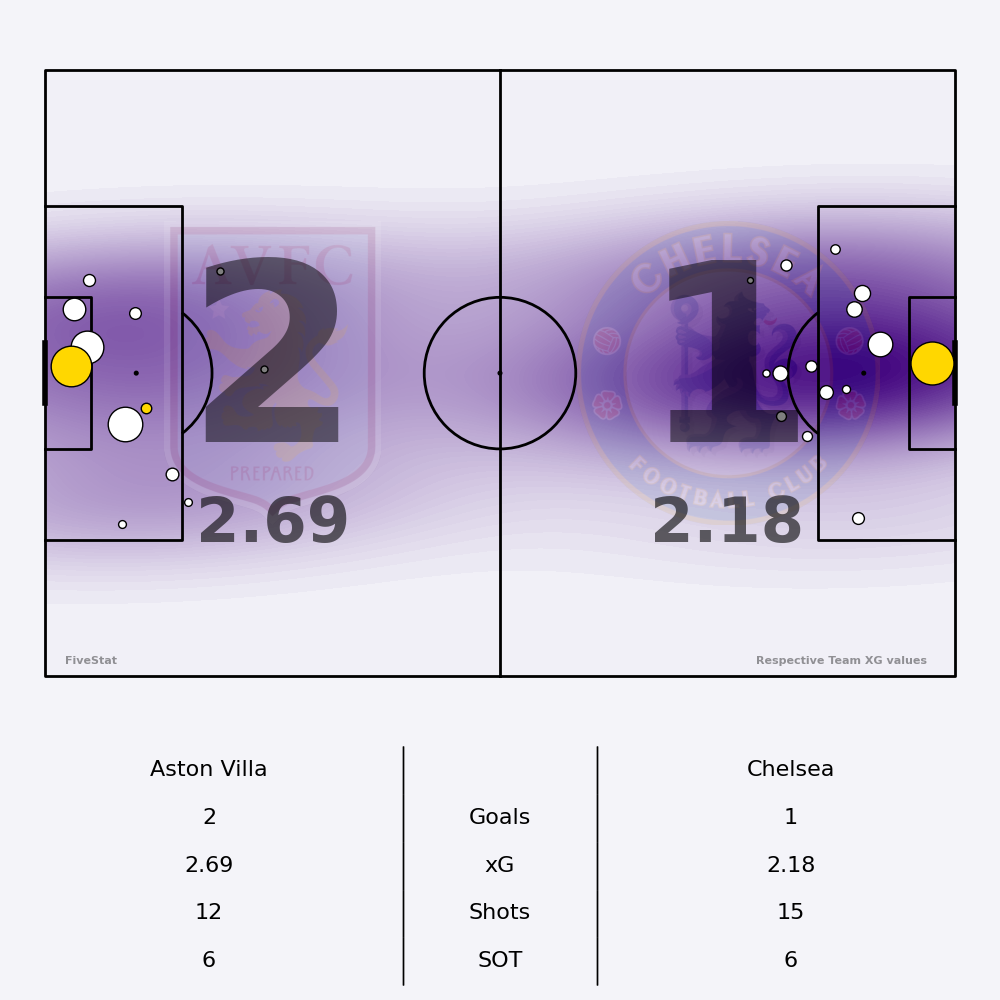 AVFC
CHELSEA
2
1
PREPARED
FOOTBALL CLUB
2.69
2.18
FiveStat
Respective Team XG values
Aston Villa
Chelsea
2
Goals
1
2.69
xG
2.18
12
Shots
15
6
SOT
6